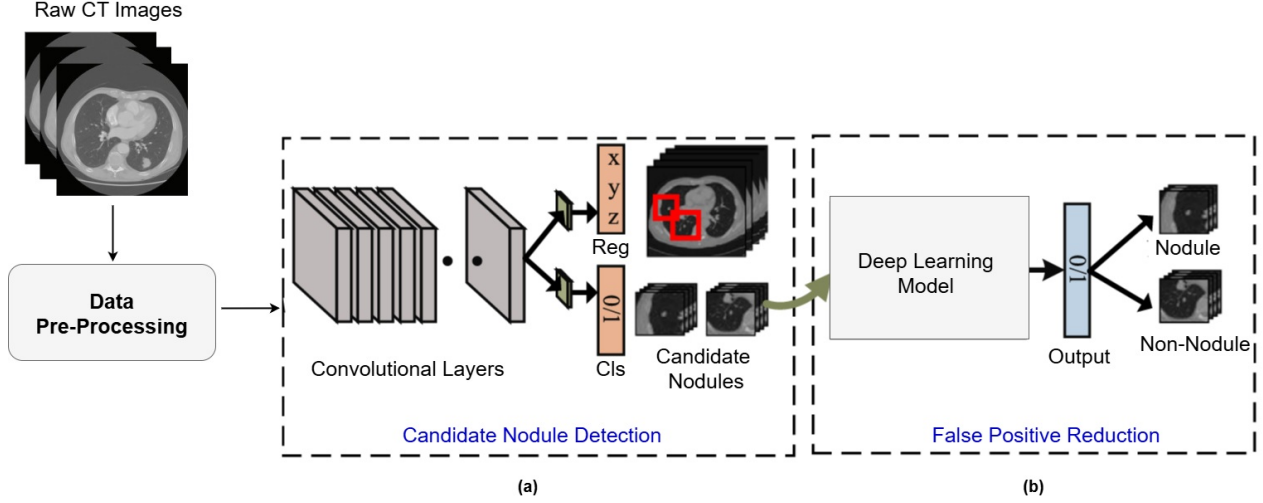 Raw CT Images
Data
Pre-Processing
x
y
z
Reg
0/1
Cls
Convolutional Layers
Candidate
Nodules
Candidate Nodule Detection
(a)
Deep Learning
Model
0/1
Output
Nodule
Non-Nodule
False Positive Reduction
(b)